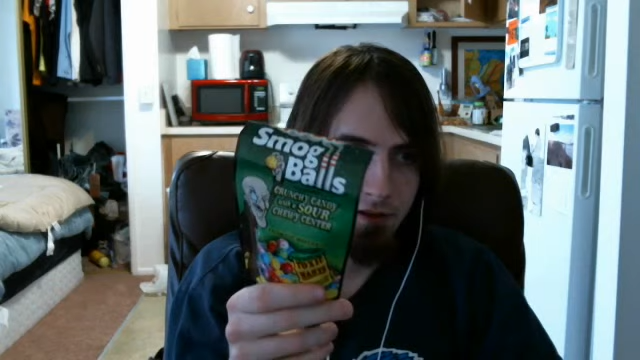 Smog
Balls
CRUNCHY CANDY
with a SOUR
CHEWY CENTER